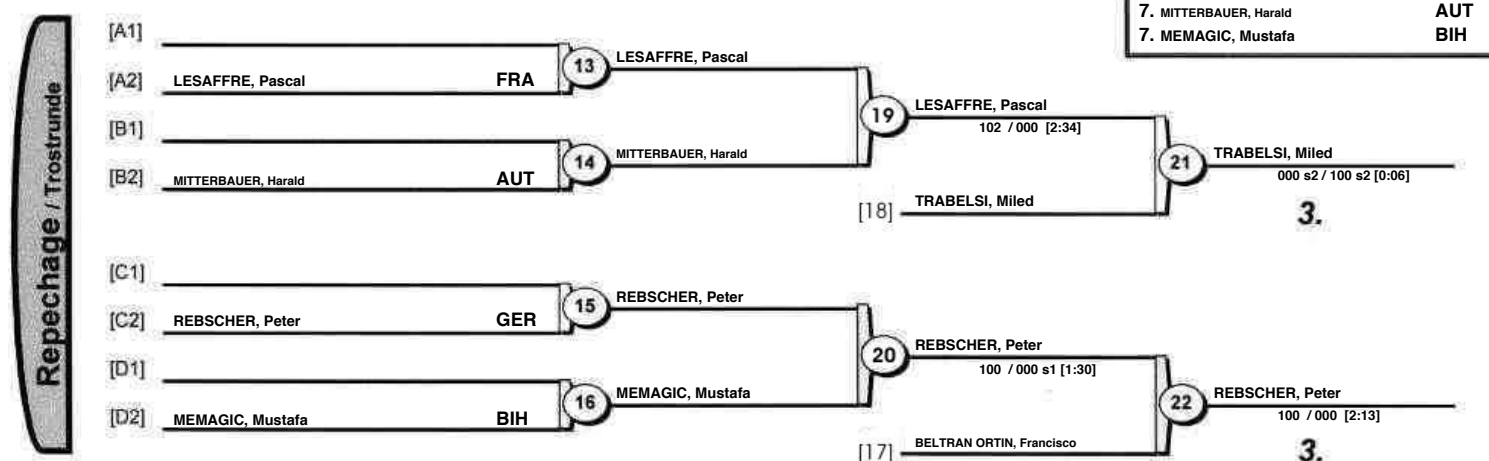 7. MITTERBAUER, Harald AUT
7. MEMAGIC, Mustafa BIH
Repechage / Trostrunde
[A1]
[A2] LESAFFRE, Pascal FRA
13
LESAFFRE, Pascal
[B1]
[B2] MITTERBAUER, Harald AUT
14
MITTERBAUER, Harald
19
LESAFFRE, Pascal
102 / 000 [2:34]
[18] TRABELSI, Miled
21
TRABELSI, Miled
000 s2 / 100 s2 [0:06]
3.
[C1]
[C2] REBSCHER, Peter GER
15
REBSCHER, Peter
[D1]
[D2] MEMAGIC, Mustafa BIH
16
MEMAGIC, Mustafa
20
REBSCHER, Peter
100 / 000 s1 [1:30]
[17] BELTRAN ORTIN, Francisco
22
REBSCHER, Peter
100 / 000 [2:13]
3.